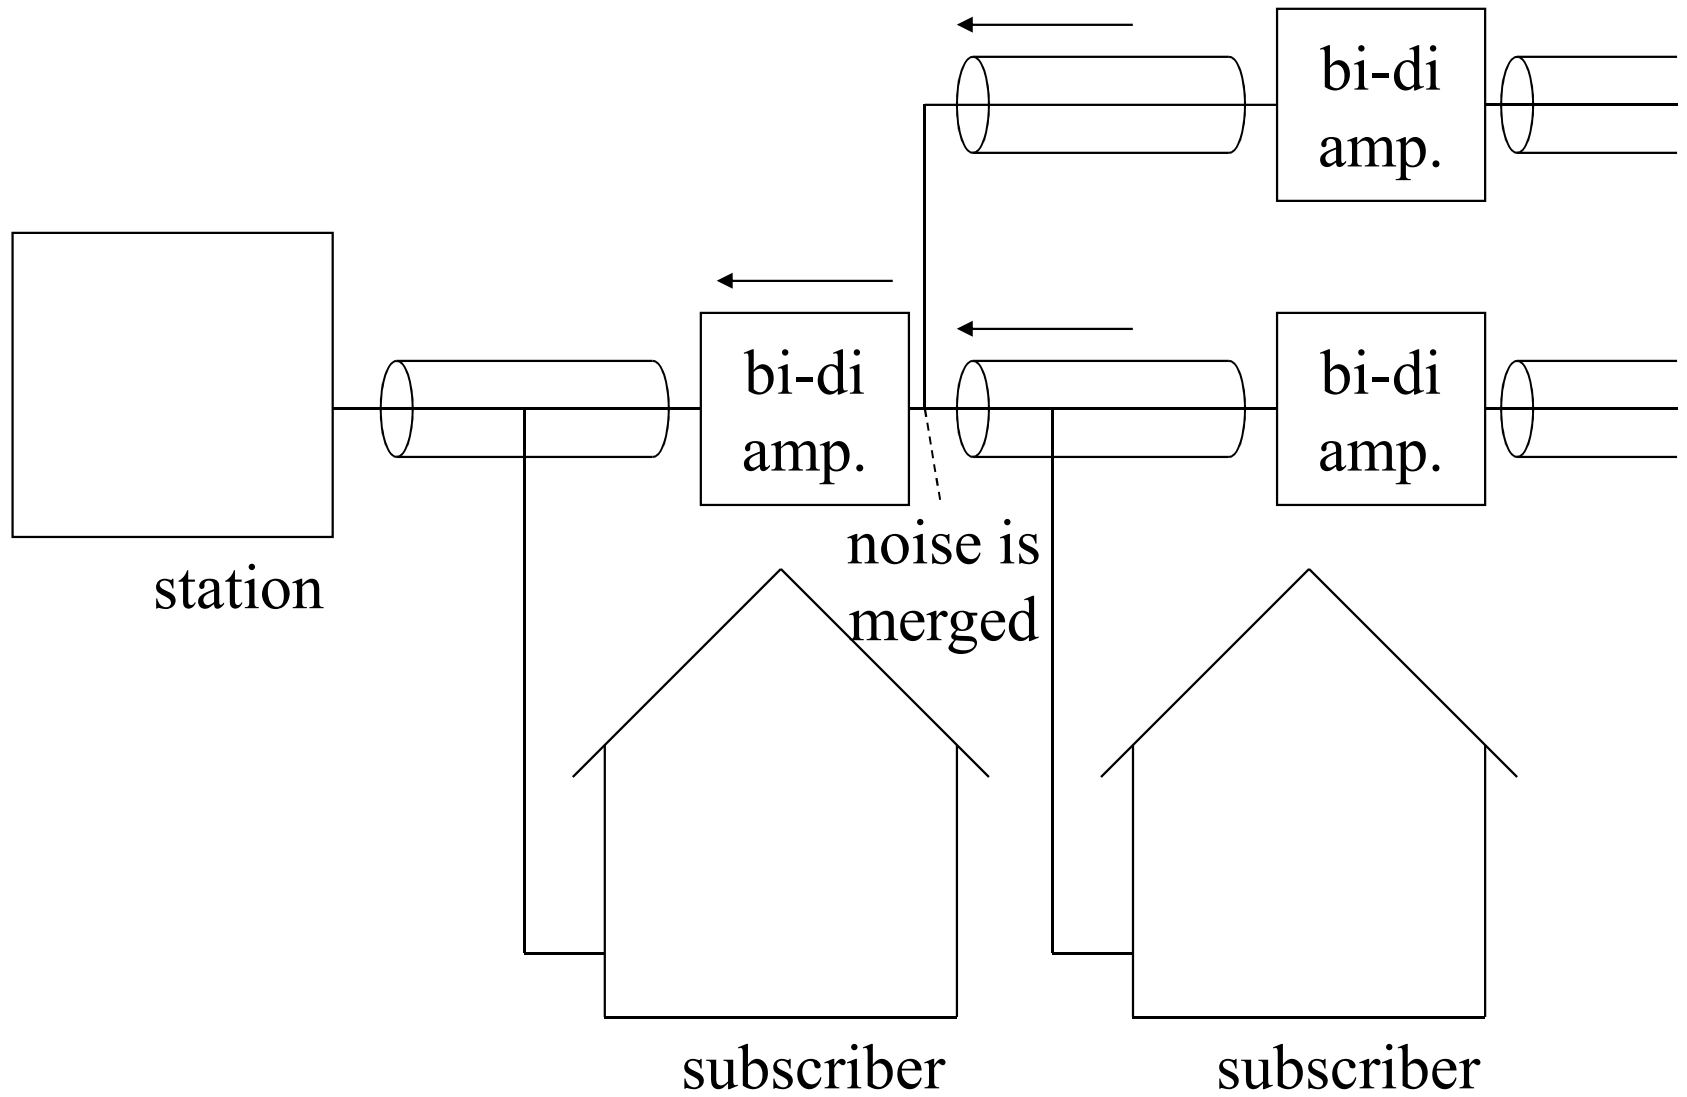 bi-di
amp.
bi-di
amp.
bi-di
amp.
station
noise is
merged
subscriber
subscriber